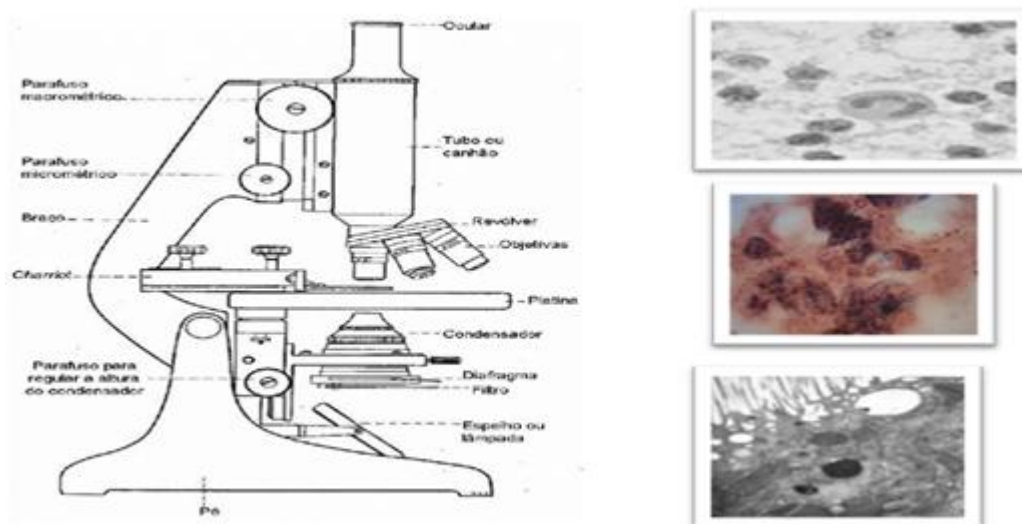 Ocular
Parafuso
macrométrico
Tubo ou
canhão
Parafuso
micrométrico
Braço
Revólver
Objetivas
Charriot
Platina
Condensador
Parafuso para
regular a altura
do condensador
Diafragma
Filtro
Espelho ou
lâmpada
Pé